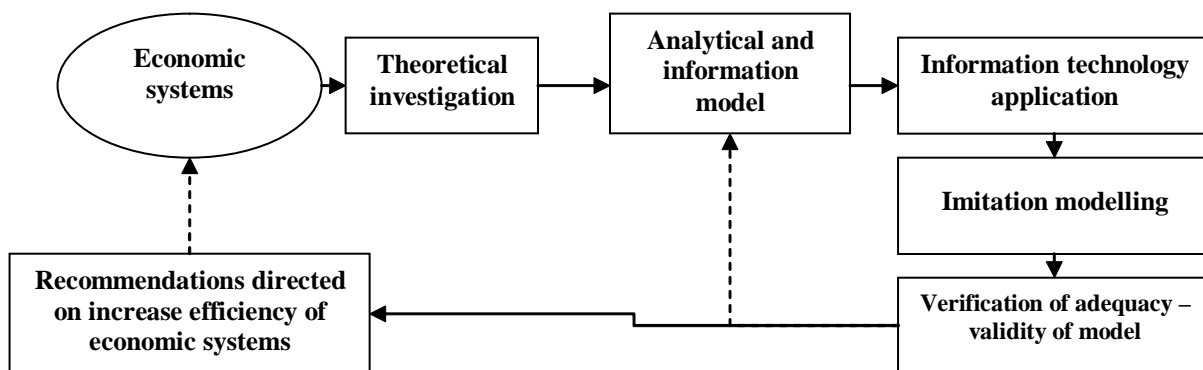 Economic
systems
Theoretical
investigation
Analytical and
information
model
Information technology
application
Imitation modelling
Verification of adequacy –
validity of model
Recommendations directed
on increase efficiency of
economic systems